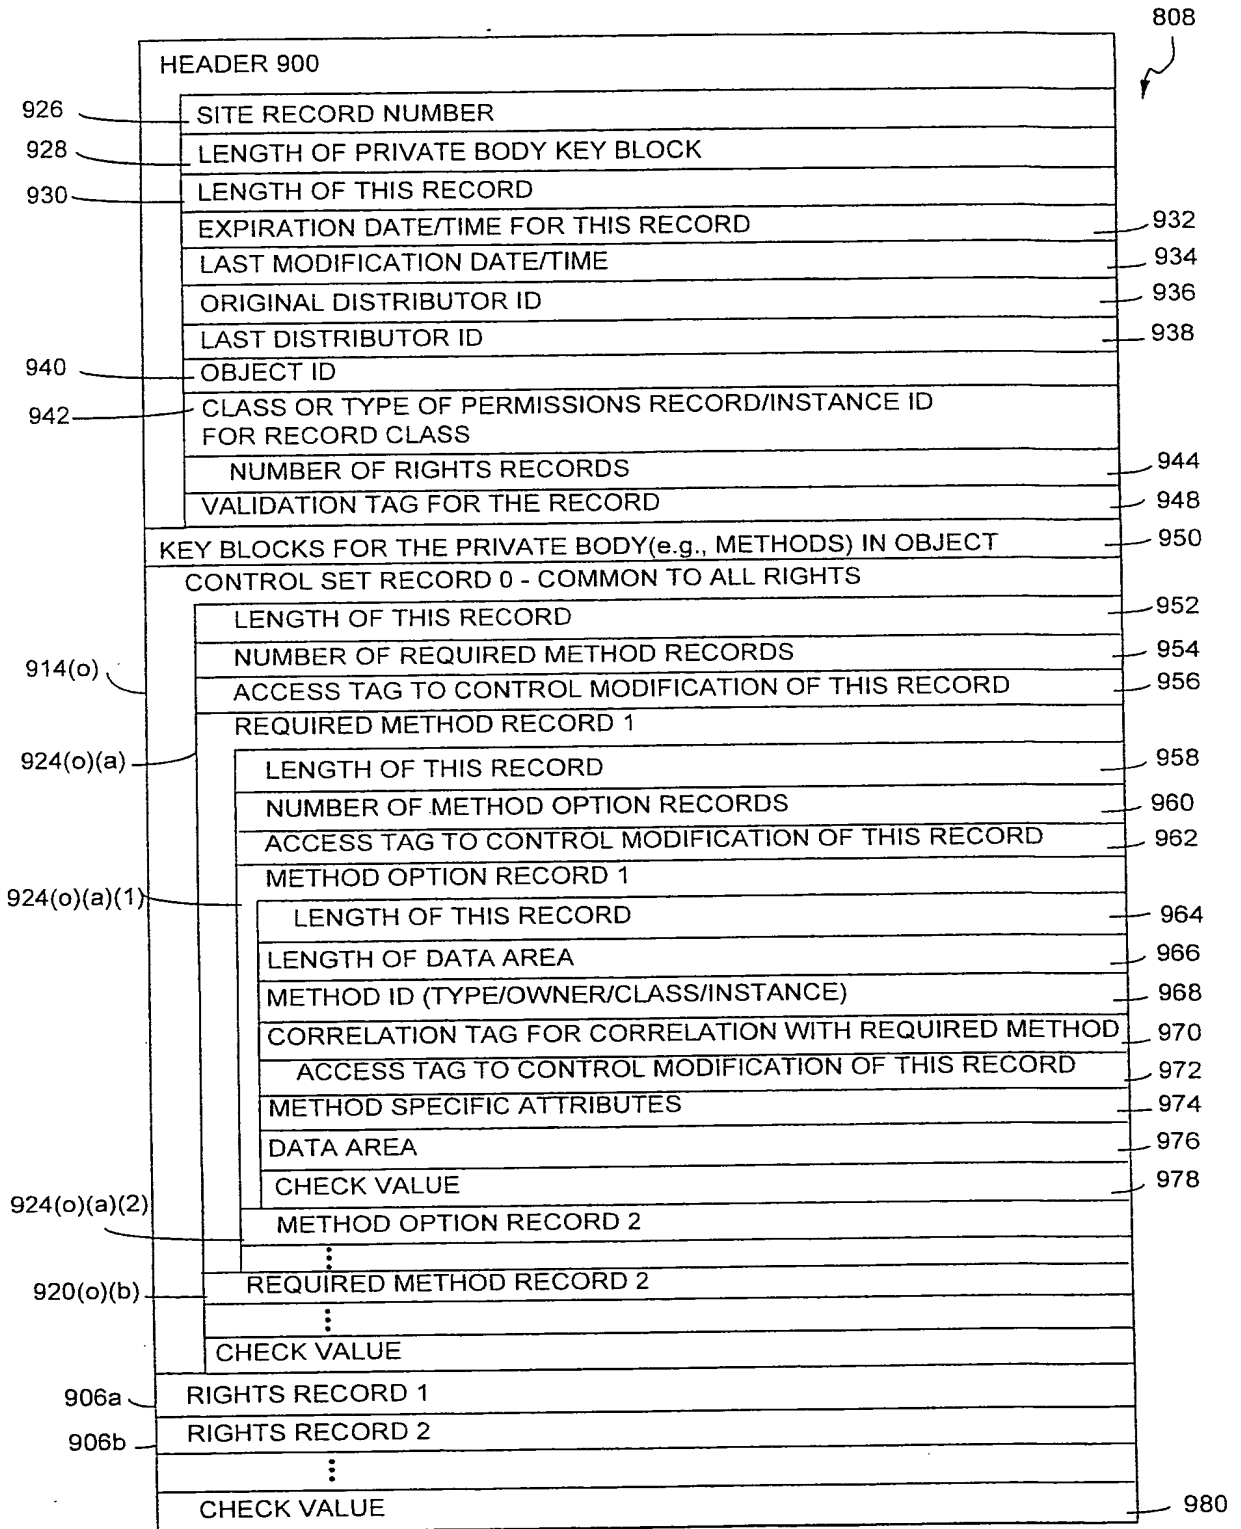 808
HEADER 900
926 SITE RECORD NUMBER
928 LENGTH OF PRIVATE BODY KEY BLOCK
930 LENGTH OF THIS RECORD
EXPIRATION DATE/TIME FOR THIS RECORD 932
LAST MODIFICATION DATE/TIME 934
ORIGINAL DISTRIBUTOR ID 936
LAST DISTRIBUTOR ID 938
940 OBJECT ID
942 CLASS OR TYPE OF PERMISSIONS RECORD/INSTANCE ID
FOR RECORD CLASS
NUMBER OF RIGHTS RECORDS 944
VALIDATION TAG FOR THE RECORD 948
KEY BLOCKS FOR THE PRIVATE BODY(e.g., METHODS) IN OBJECT 950
CONTROL SET RECORD 0 - COMMON TO ALL RIGHTS
LENGTH OF THIS RECORD 952
914(o) NUMBER OF REQUIRED METHOD RECORDS 954
ACCESS TAG TO CONTROL MODIFICATION OF THIS RECORD 956
REQUIRED METHOD RECORD 1
924(o)(a) LENGTH OF THIS RECORD 958
NUMBER OF METHOD OPTION RECORDS 960
ACCESS TAG TO CONTROL MODIFICATION OF THIS RECORD 962
METHOD OPTION RECORD 1
924(o)(a)(1) LENGTH OF THIS RECORD 964
LENGTH OF DATA AREA 966
METHOD ID (TYPE/OWNER/CLASS/INSTANCE) 968
CORRELATION TAG FOR CORRELATION WITH REQUIRED METHOD 970
ACCESS TAG TO CONTROL MODIFICATION OF THIS RECORD 972
METHOD SPECIFIC ATTRIBUTES 974
DATA AREA 976
CHECK VALUE 978
924(o)(a)(2) METHOD OPTION RECORD 2
920(o)(b) REQUIRED METHOD RECORD 2
CHECK VALUE
906a RIGHTS RECORD 1
906b RIGHTS RECORD 2
CHECK VALUE 980